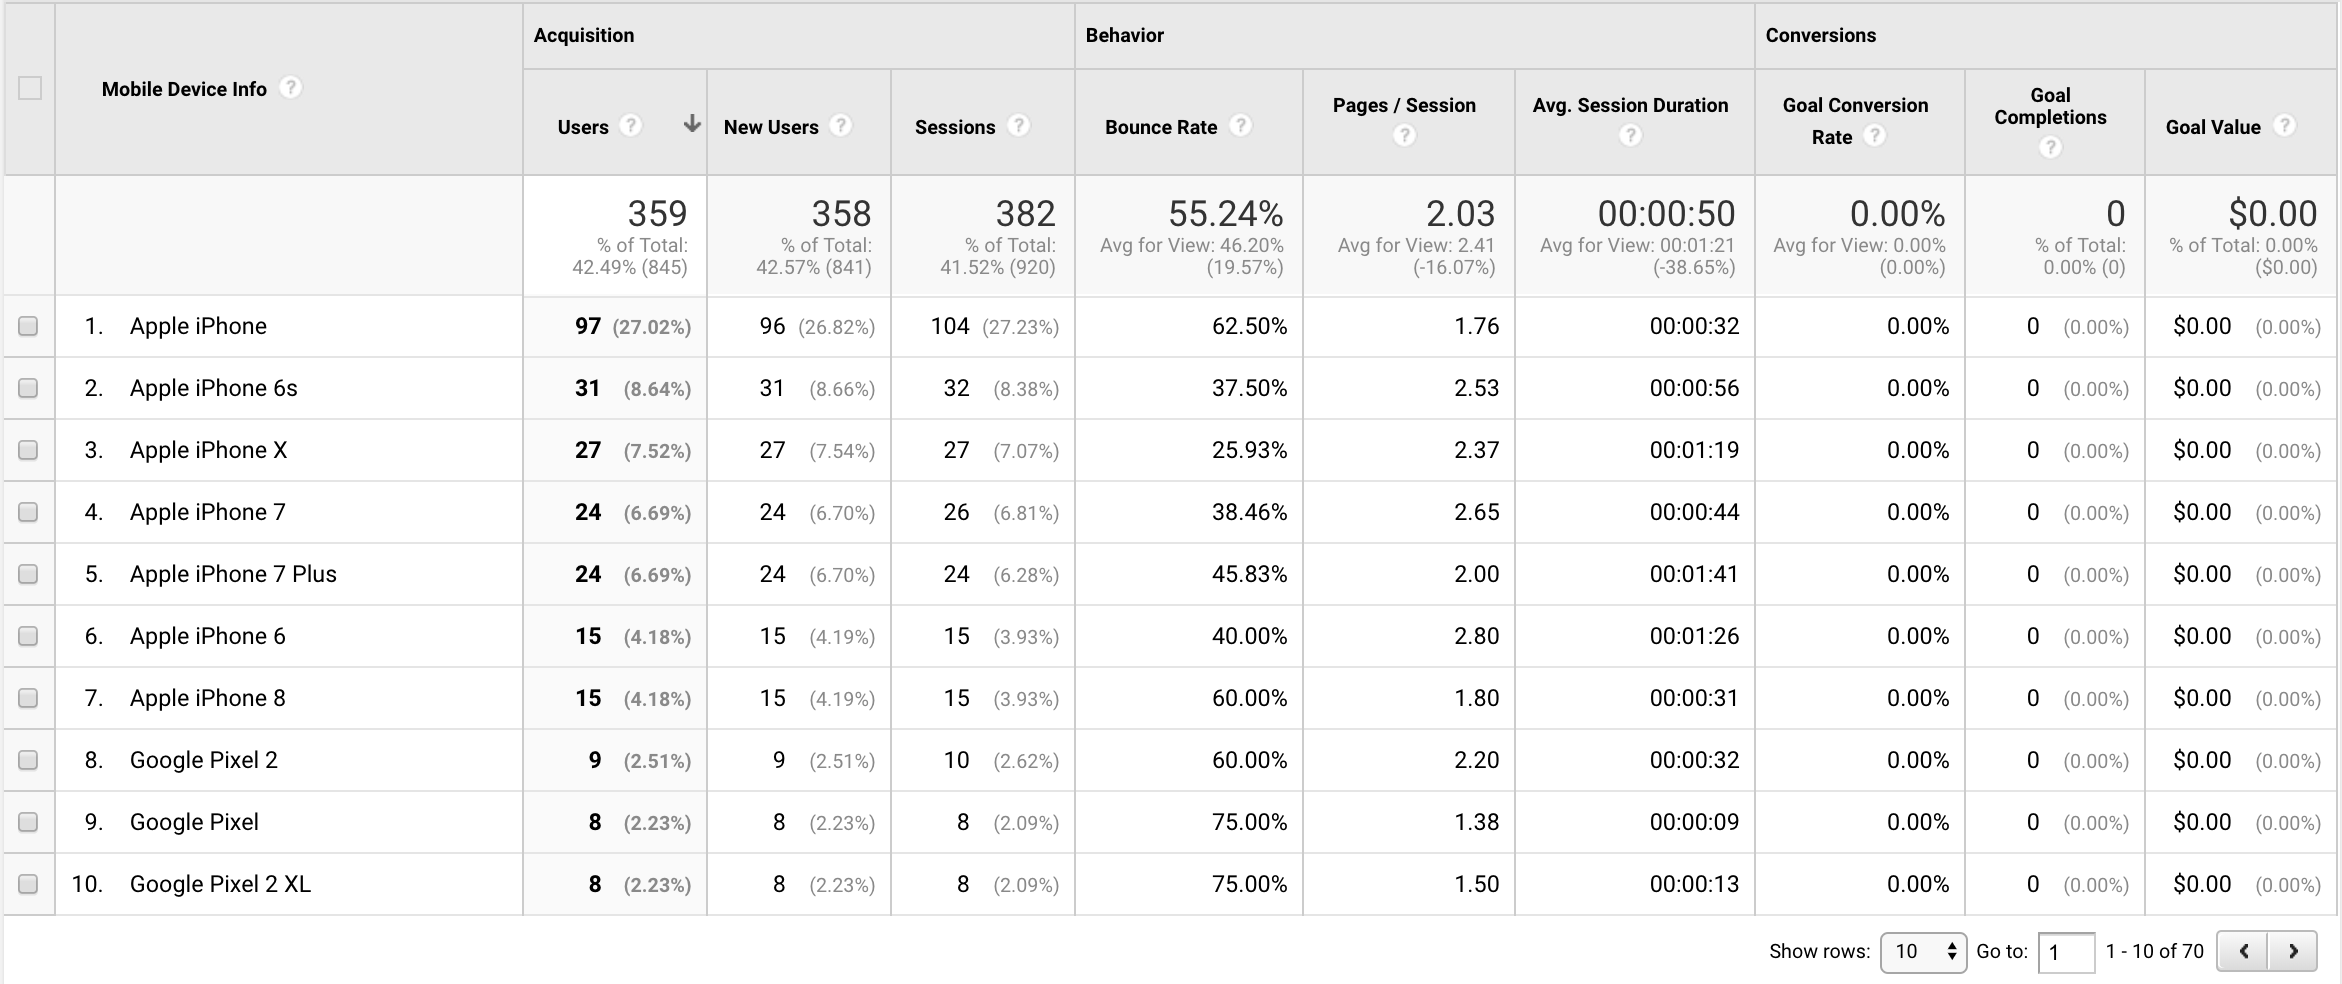 Acquisition Behavior Conversions
Mobile Device Info ?
Users ? New Users ? Sessions ? Bounce Rate ? Pages / Session ? Avg. Session Duration ? Goal Conversion Rate ? Goal Completions ? Goal Value ?
359 358 382 55.24% 2.03 00:00:50 0.00% 0 $0.00
% of Total: % of Total: % of Total: Avg for View: 46.20% Avg for View: 2.41 Avg for View: 00:01:21 Avg for View: 0.00% % of Total: % of Total: 0.00%
42.49% (845) 42.57% (841) 41.52% (920) (19.57%) (-16.07%) (-38.65%) (0.00%) 0.00% (0) ($0.00)
1. Apple iPhone 97 (27.02%) 96 (26.82%) 104 (27.23%) 62.50% 1.76 00:00:32 0.00% 0 (0.00%) $0.00 (0.00%)
2. Apple iPhone 6s 31 (8.64%) 31 (8.66%) 32 (8.38%) 37.50% 2.53 00:00:56 0.00% 0 (0.00%) $0.00 (0.00%)
3. Apple iPhone X 27 (7.52%) 27 (7.54%) 27 (7.07%) 25.93% 2.37 00:01:19 0.00% 0 (0.00%) $0.00 (0.00%)
4. Apple iPhone 7 24 (6.69%) 24 (6.70%) 26 (6.81%) 38.46% 2.65 00:00:44 0.00% 0 (0.00%) $0.00 (0.00%)
5. Apple iPhone 7 Plus 24 (6.69%) 24 (6.70%) 24 (6.28%) 45.83% 2.00 00:01:41 0.00% 0 (0.00%) $0.00 (0.00%)
6. Apple iPhone 6 15 (4.18%) 15 (4.19%) 15 (3.93%) 40.00% 2.80 00:01:26 0.00% 0 (0.00%) $0.00 (0.00%)
7. Apple iPhone 8 15 (4.18%) 15 (4.19%) 15 (3.93%) 60.00% 1.80 00:00:31 0.00% 0 (0.00%) $0.00 (0.00%)
8. Google Pixel 2 9 (2.51%) 9 (2.51%) 10 (2.62%) 60.00% 2.20 00:00:32 0.00% 0 (0.00%) $0.00 (0.00%)
9. Google Pixel 8 (2.23%) 8 (2.23%) 8 (2.09%) 75.00% 1.38 00:00:09 0.00% 0 (0.00%) $0.00 (0.00%)
10. Google Pixel 2 XL 8 (2.23%) 8 (2.23%) 8 (2.09%) 75.00% 1.50 00:00:13 0.00% 0 (0.00%) $0.00 (0.00%)
Show rows: 10 Go to: 1 1 - 10 of 70